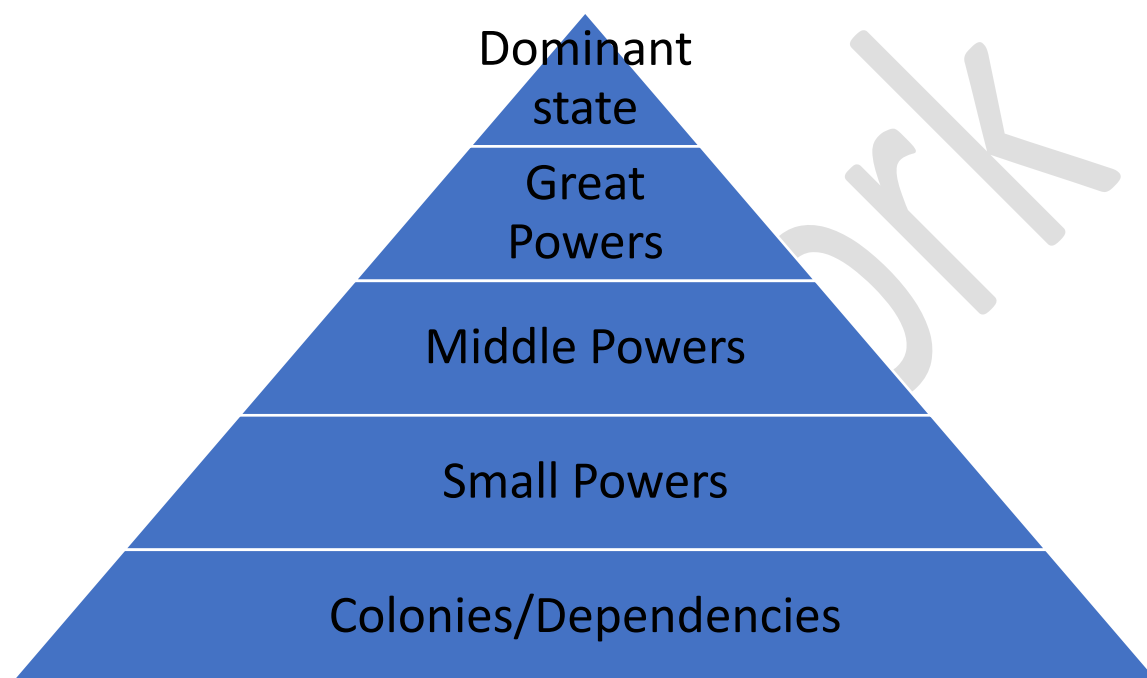 Dominant
state
Great
Powers
Middle Powers
Small Powers
Colonies/Dependencies